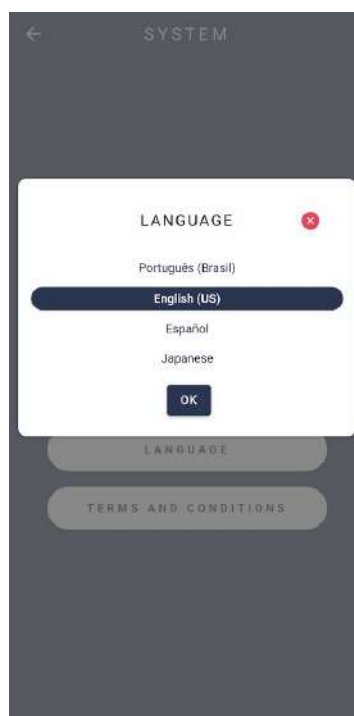 SYSTEM
LANGUAGE
Português (Brasil)
English (US)
Español
Japanese
OK
LANGUAGE
TERMS AND CONDITIONS